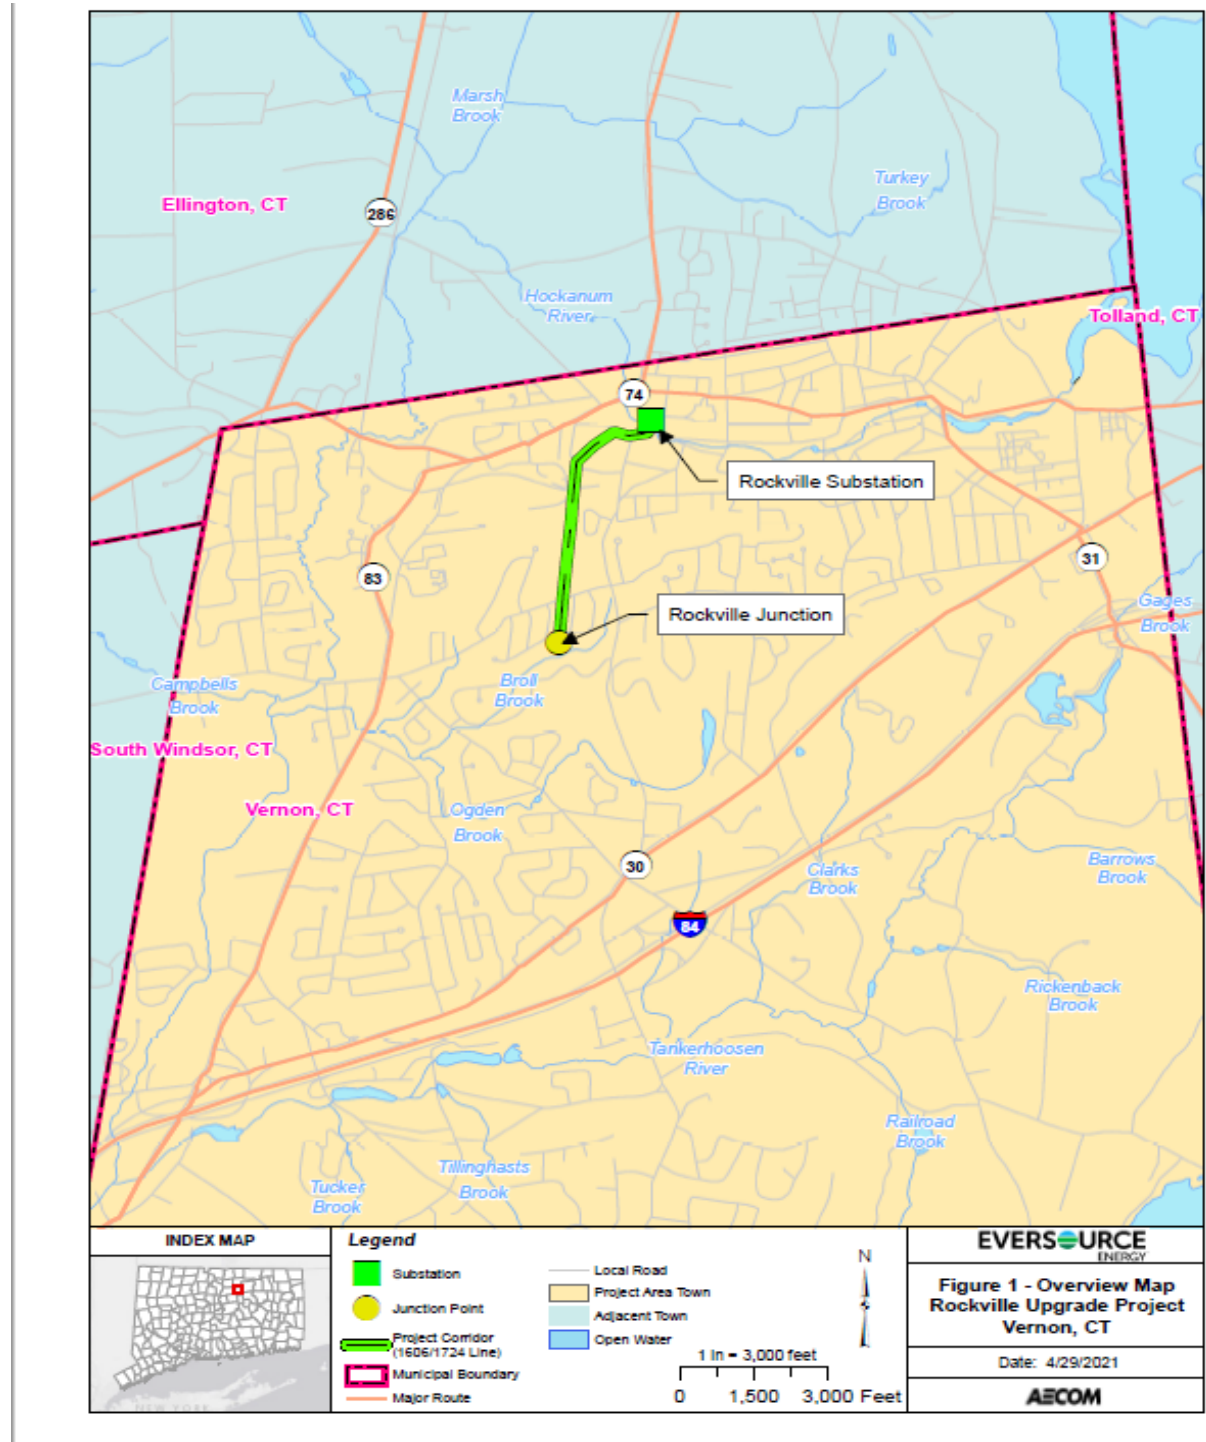 Marsh
Brook
Turkey
Brook
Ellington, CT
286
Hockanum
River
Tolland, CT
74
Rockville Substation
31
83
Gages
Brook
Rockville Junction
Broll
Brook
Campbells
Brook
South Windsor, CT
Vernon, CT
Ogden
Brook
30
Clarks
Brook
Barrows
Brook
84
Rickenback
Brook
Tankerhoosen
River
Railroad
Brook
Tillinghasts
Brook
Tucker
Brook
INDEX MAP
NEW YORK
Legend
Substation
Junction Point
Project Corridor
(1606/1724 Line)
Municipal Boundary
Major Route
Local Road
Project Area Town
Adjacent Town
Open Water
N
1 in = 3,000 feet
0 1,500 3,000 Feet
EVERSOURCE
ENERGY
Figure 1 - Overview Map
Rockville Upgrade Project
Vernon, CT
Date: 4/29/2021
AECOM